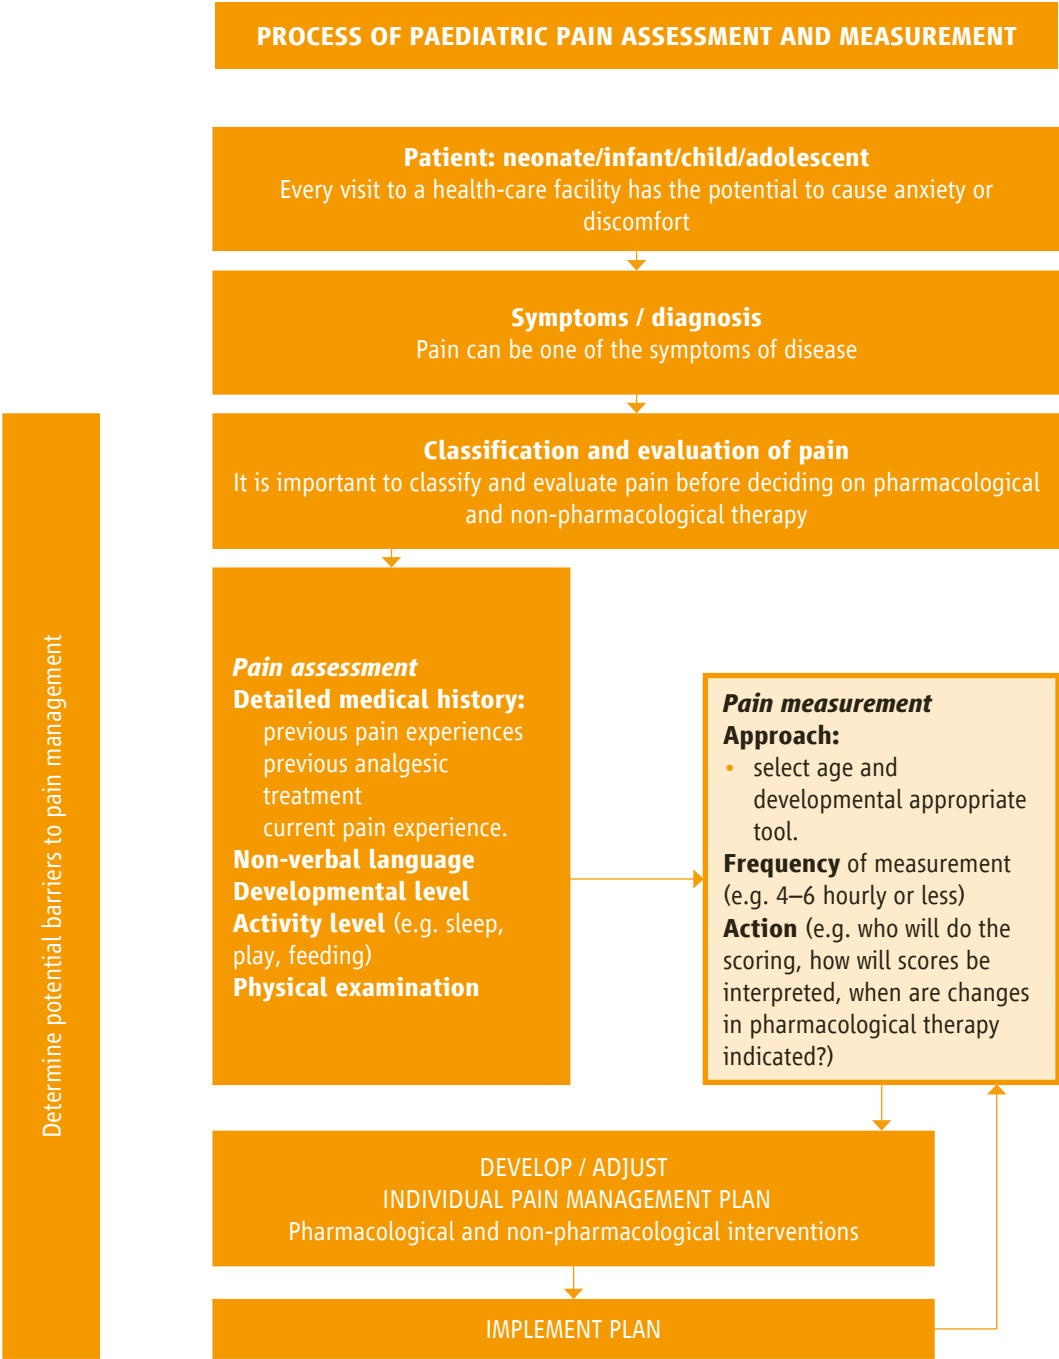 PROCESS OF PAEDIATRIC PAIN ASSESSMENT AND MEASUREMENT
Patient: neonate/infant/child/adolescent
Every visit to a health-care facility has the potential to cause anxiety or
discomfort
Symptoms / diagnosis
Pain can be one of the symptoms of disease
Classification and evaluation of pain
It is important to classify and evaluate pain before deciding on pharmacological
and non-pharmacological therapy
Determine potential barriers to pain management
Pain assessment
Detailed medical history:
previous pain experiences
previous analgesic
treatment
current pain experience.
Non-verbal language
Developmental level
Activity level (e.g. sleep,
play, feeding)
Physical examination
Pain measurement
Approach:
• select age and
developmental appropriate
tool.
Frequency of measurement
(e.g. 4–6 hourly or less)
Action (e.g. who will do the
scoring, how will scores be
interpreted, when are changes
in pharmacological therapy
indicated?)
DEVELOP / ADJUST
INDIVIDUAL PAIN MANAGEMENT PLAN
Pharmacological and non-pharmacological interventions
IMPLEMENT PLAN